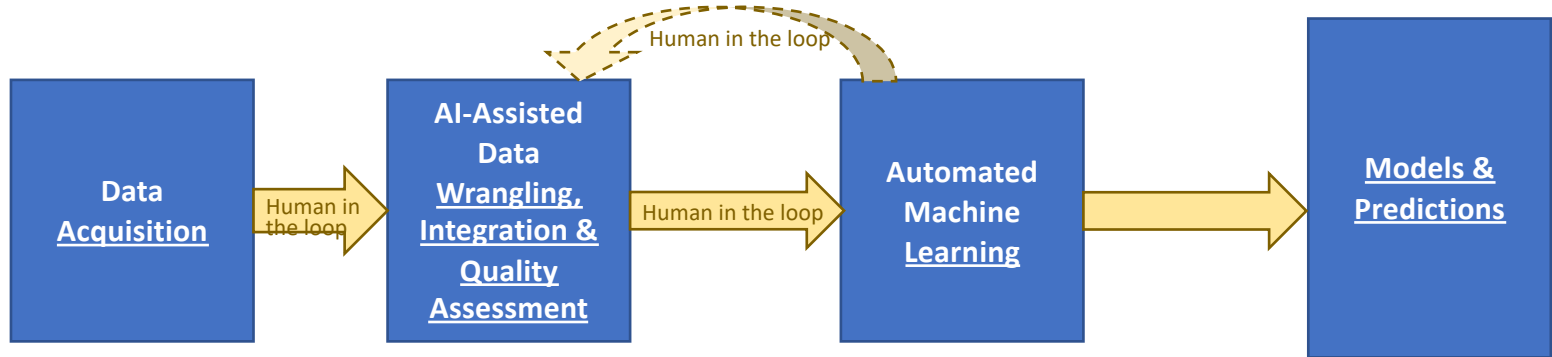 Human in the loop
Data
Acquisition
Human in
the loop
AI-Assisted
Data
Wrangling,
Integration &
Quality
Assessment
Human in the loop
Automated
Machine
Learning
Models &
Predictions